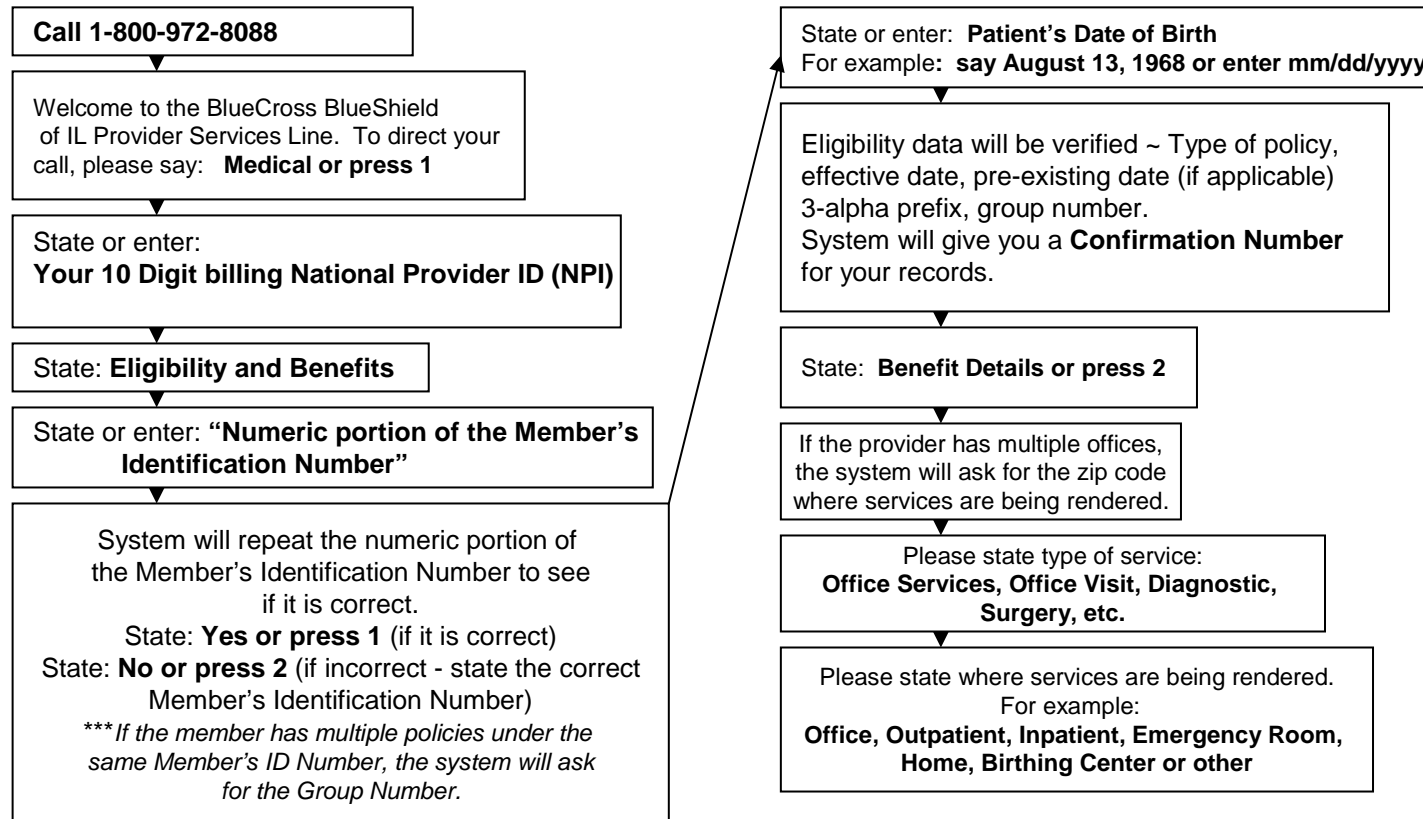 Call 1-800-972-8088
Welcome to the BlueCross BlueShield
of IL Provider Services Line. To direct your
call, please say: Medical or press 1
State or enter:
Your 10 Digit billing National Provider ID (NPI)
State: Eligibility and Benefits
State or enter: “Numeric portion of the Member’s
Identification Number”
System will repeat the numeric portion of
the Member’s Identification Number to see
if it is correct.
State: Yes or press 1 (if it is correct)
State: No or press 2 (if incorrect - state the correct
Member’s Identification Number)
***If the member has multiple policies under the
same Member’s ID Number, the system will ask
for the Group Number.
State or enter: Patient’s Date of Birth
For example: say August 13, 1968 or enter mm/dd/yyyy
Eligibility data will be verified ~ Type of policy,
effective date, pre-existing date (if applicable)
3-alpha prefix, group number.
System will give you a Confirmation Number
for your records.
State: Benefit Details or press 2
If the provider has multiple offices,
the system will ask for the zip code
where services are being rendered.
Please state type of service:
Office Services, Office Visit, Diagnostic,
Surgery, etc.
Please state where services are being rendered.
For example:
Office, Outpatient, Inpatient, Emergency Room,
Home, Birthing Center or other